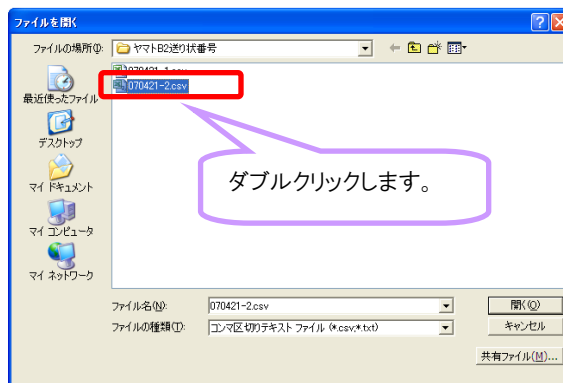 ファイルを開く
ファイルの場所(I):
ヤマトB2送り状番号
070421-1.csv
070421-2.csv
最近使ったファイル
デスクトップ
マイ ドキュメント
マイ コンピュータ
マイ ネットワーク
ダブルクリックします。
ファイル名(N):
070421-2.csv
開く(O)
ファイルの種類(T):
コンマ区切りテキスト ファイル (*.csv;*.txt)
キャンセル
共有ファイル(M)...